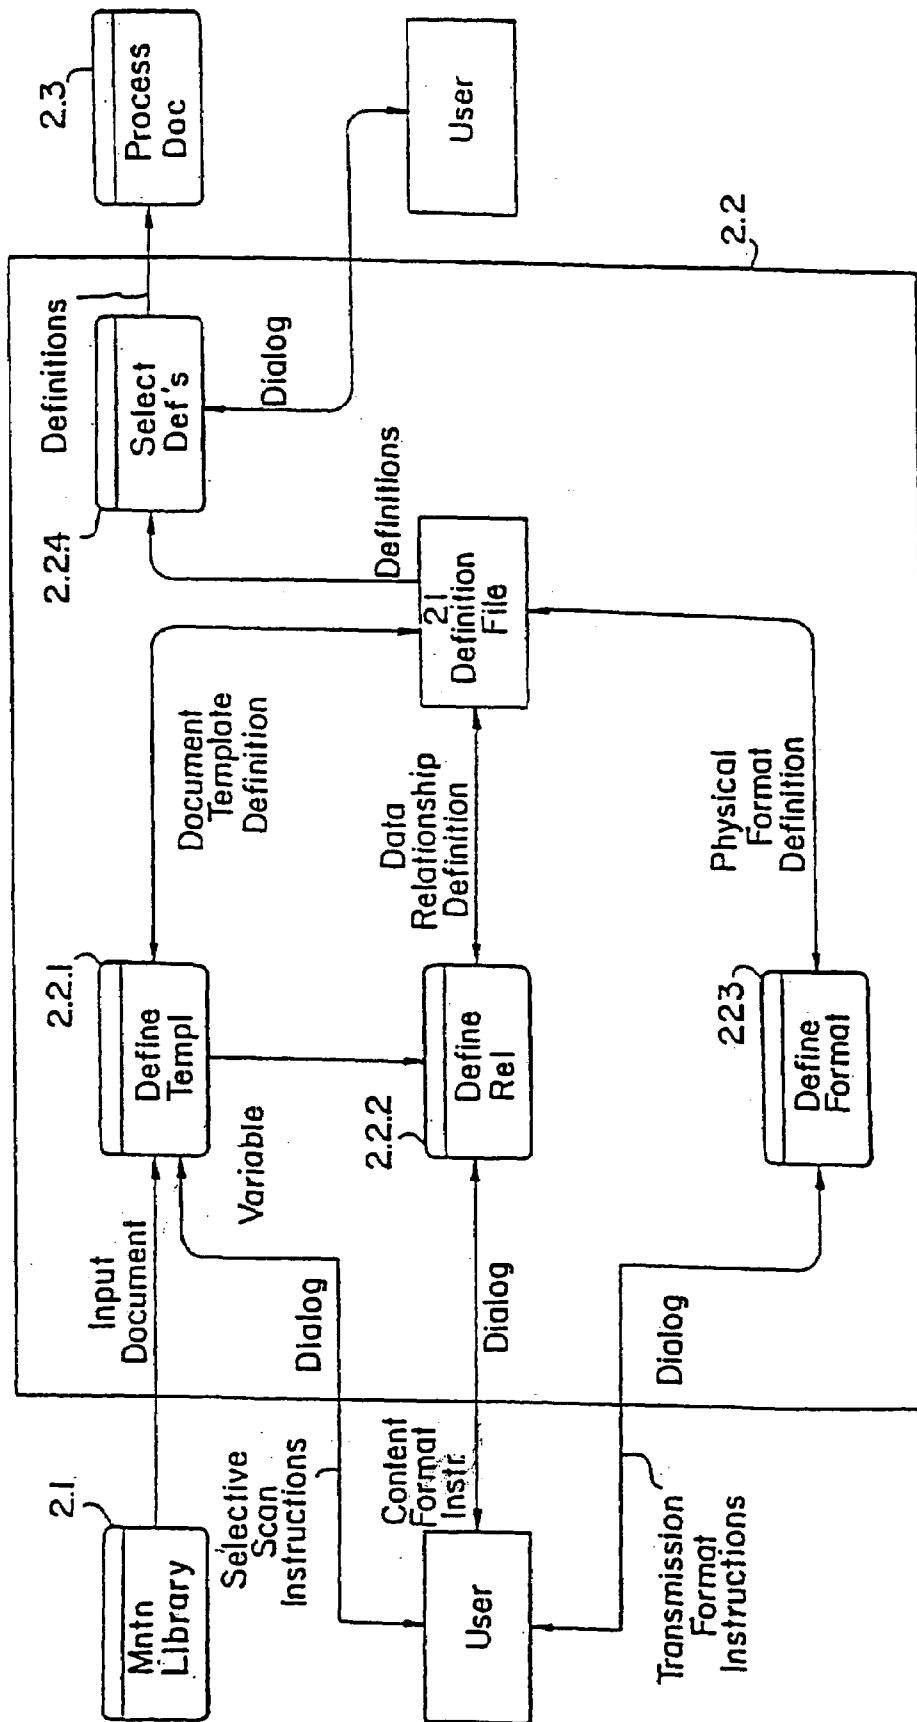 2.1
Mntn
Library
Input
Document
2.2.1
Define
Templ
Document
Template
Definition
2.2.4
Select
Def's
Definitions
2.3
Process
Doc
Selective
Scan
Instructions
Dialog
Variable
Definitions
Dialog
User
Content
Format
Instr.
User
Dialog
2.2.2
Define
Rel
Data
Relationship
Definition
2.1
Definition
File
2.2
Transmission
Format
Instructions
Dialog
223
Define
Format
Physical
Format
Definition